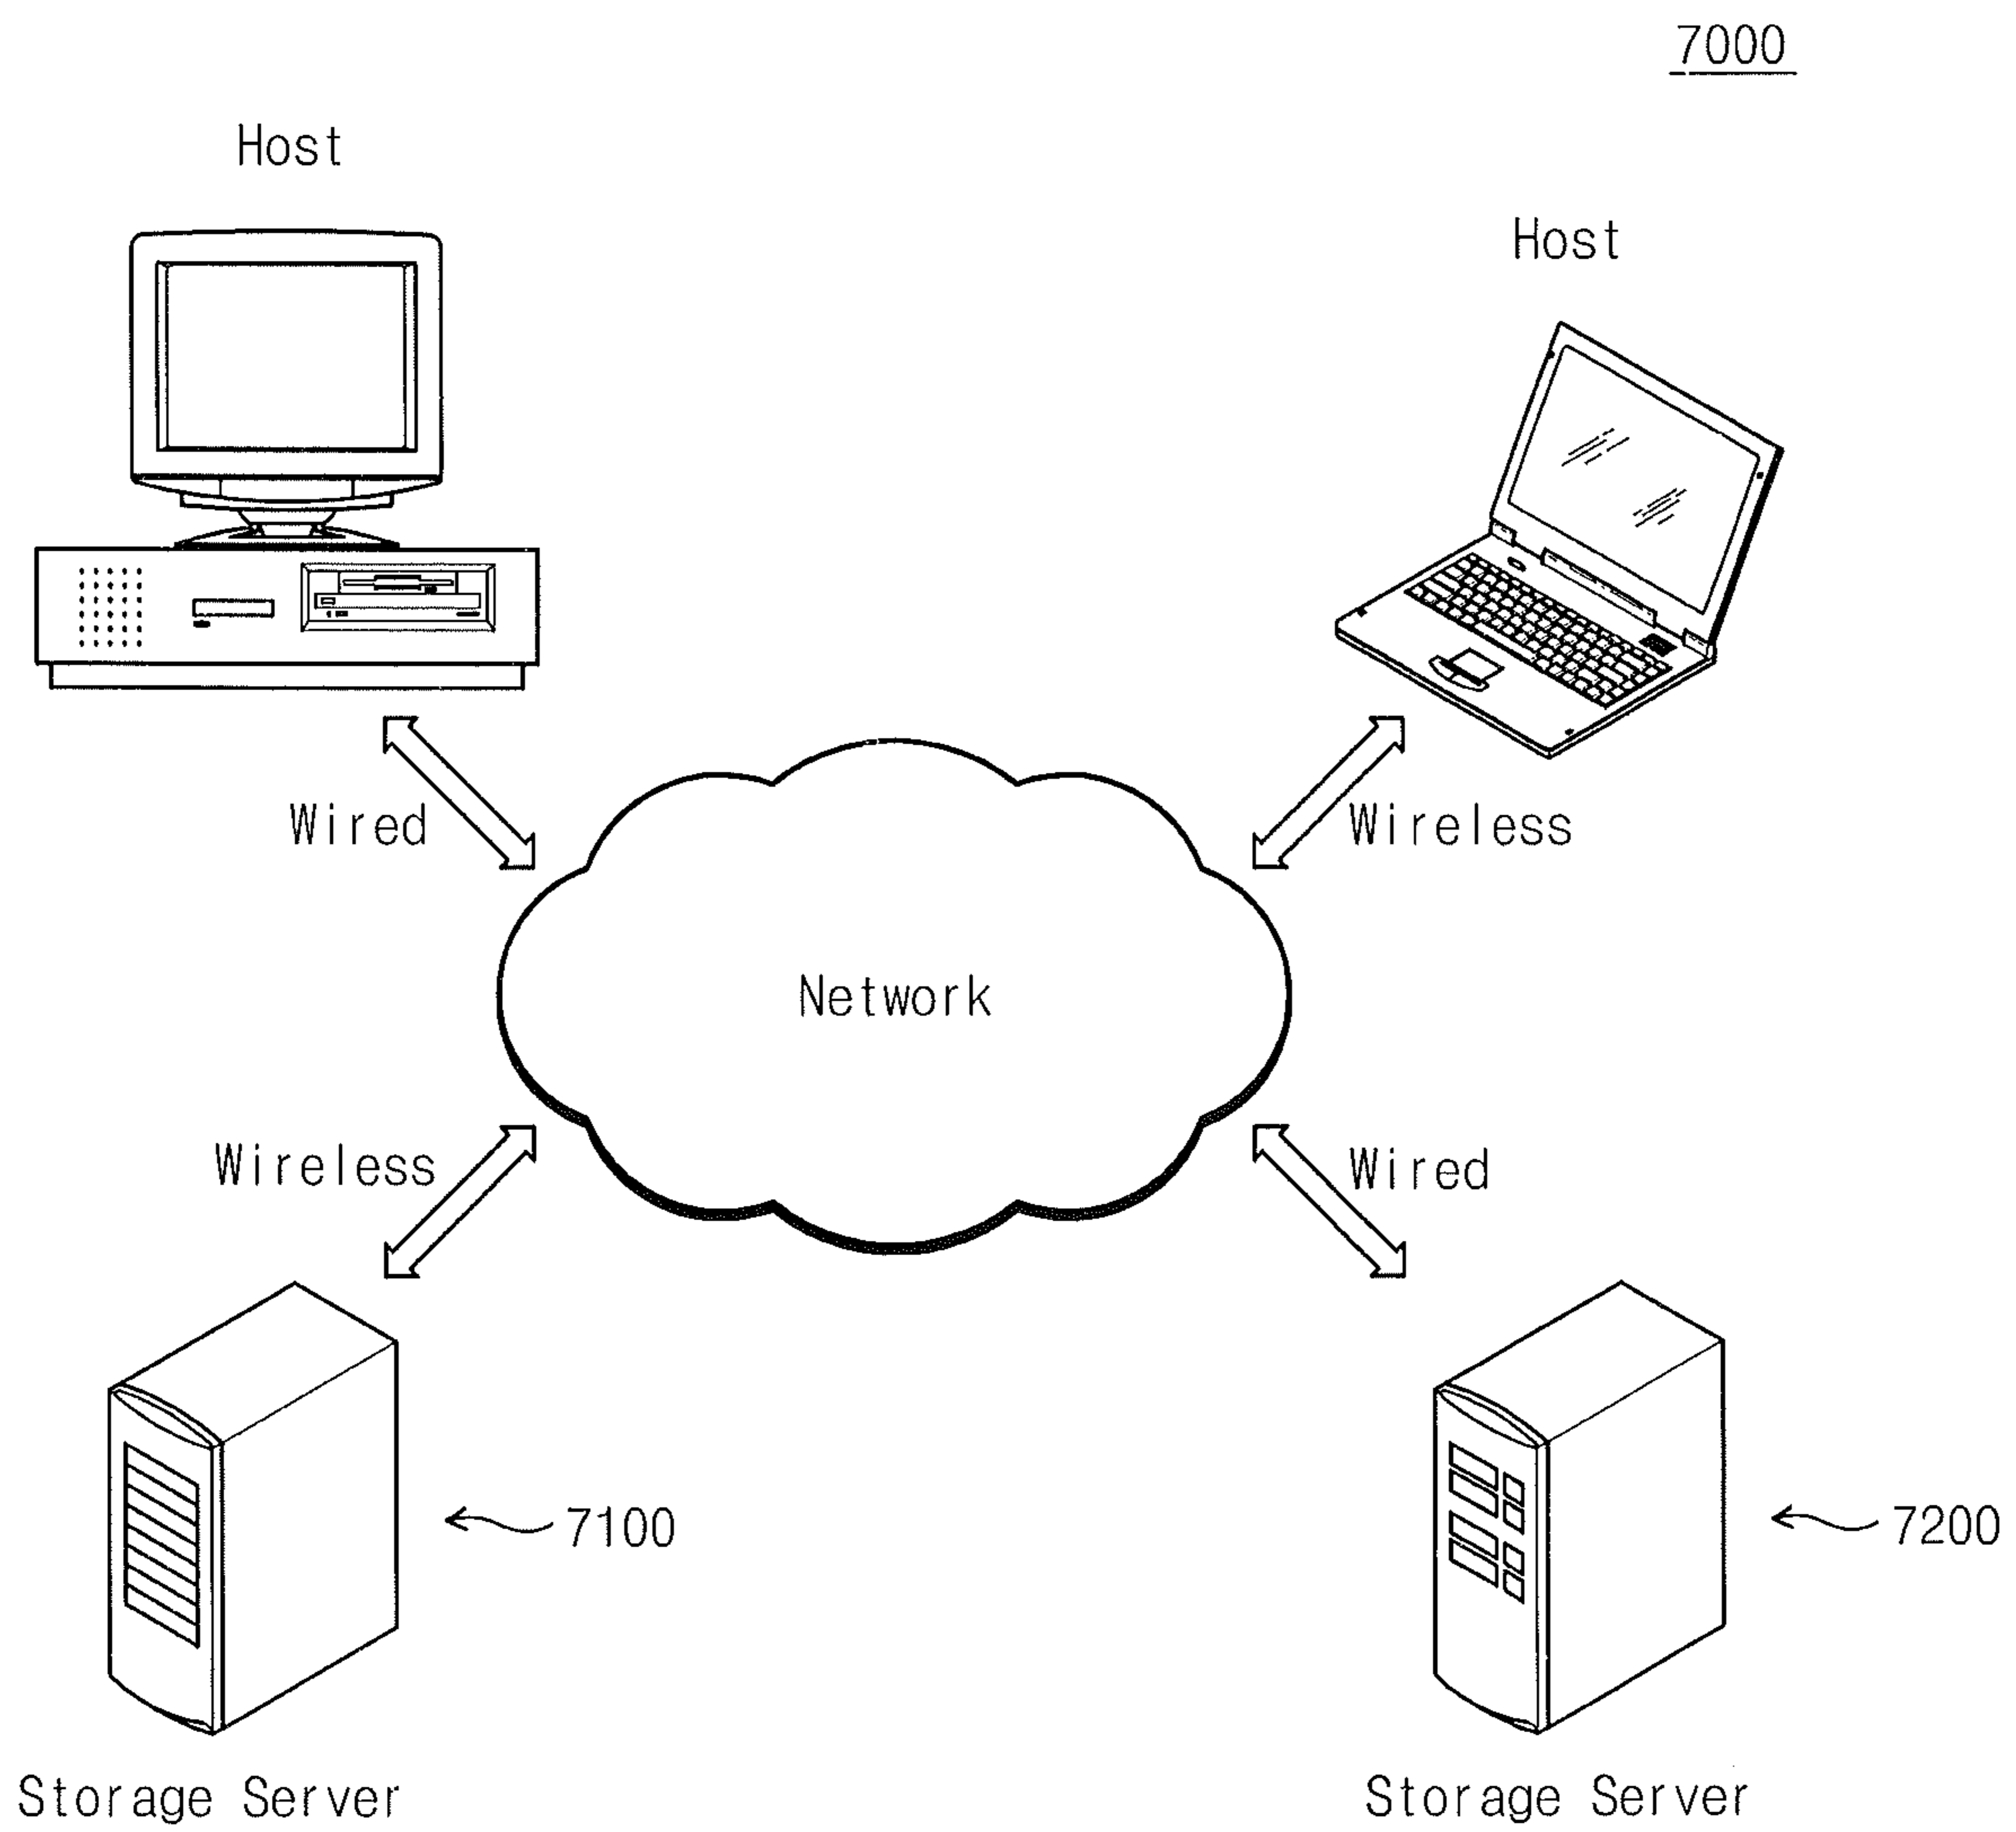 7000
Host
Host
Wired
Wireless
Network
Wireless
Wired
7100
7200
Storage Server
Storage Server